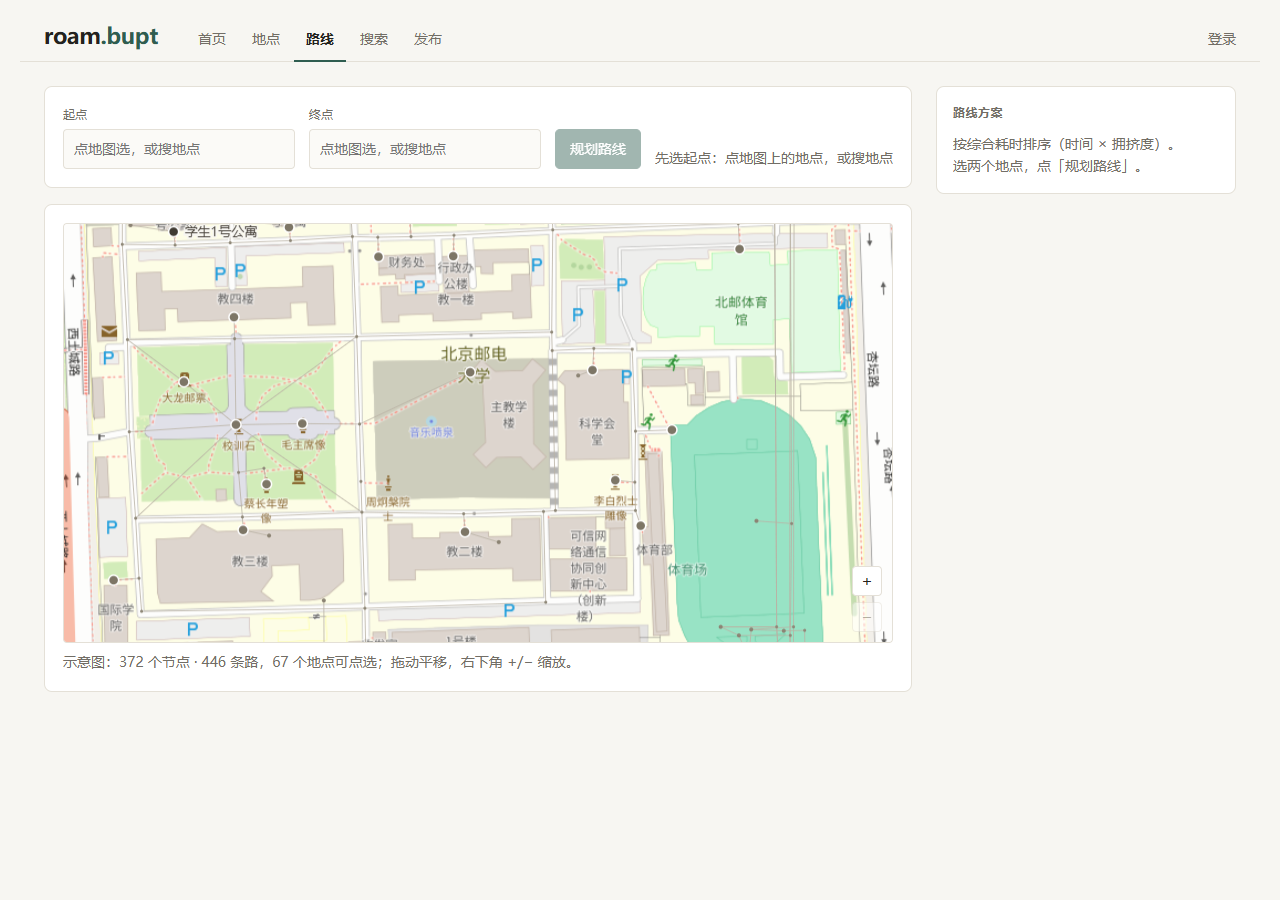 roam.bupt
首页
地点
路线
搜索
发布
登录
起点
点地图选，或搜地点
终点
点地图选，或搜地点
规划路线
先选起点：点地图上的地点，或搜地点
路线方案
按综合耗时排序（时间 × 拥挤度）。
选两个地点，点「规划路线」。
学生1号公寓
财务处
行政办
公楼
教一楼
教四楼
P
P
P
P
P
P
北邮体育
馆
西土城路
杏坛路
北京邮电
大学
P
P
大龙邮票
主教学
楼
音乐喷泉
科学会
堂
校训石
毛主席像
杏坛路
蔡长年塑
像
周炯槃院
士
李白烈士
雕像
P
教三楼
教二楼
可信网
络通信
协同创
新中心
（创新
楼）
体育部
体育场
国际学
院
P
P
1号楼
+
−
示意图：372 个节点 · 446 条路，67 个地点可点选；拖动平移，右下角 +/− 缩放。